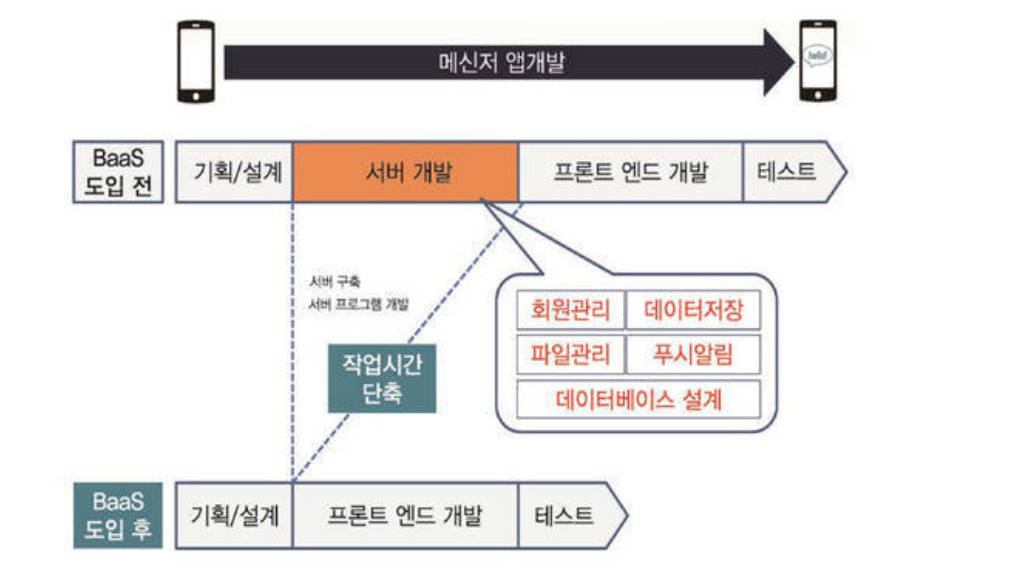 메신저 앱개발
hello!
BaaS
도입 전
기획/설계
서버 개발
프론트 엔드 개발
테스트
서버 구축
서버 프로그램 개발
작업시간
단축
회원관리
데이터저장
파일관리
푸시알림
데이터베이스 설계
BaaS
도입 후
기획/설계
프론트 엔드 개발
테스트